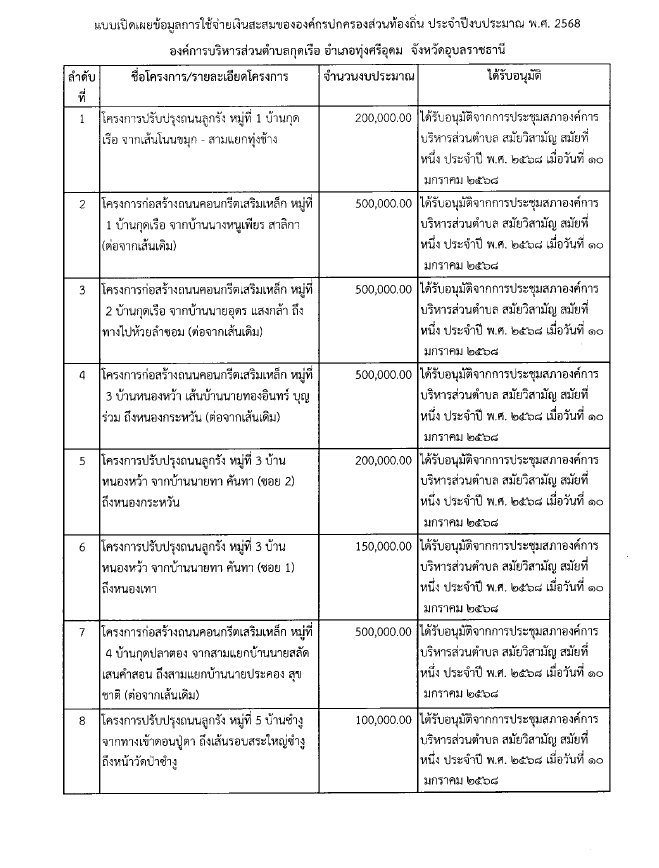 แบบเปิดเผยข้อมูลการใช้จ่ายเงินสะสมขององค์กรปกครองส่วนท้องถิ่น ประจำปีงบประมาณ พ.ศ. 2568
องค์การบริหารส่วนตำบลกุดเรือ อำเภอทุ่งศรีอุดม จังหวัดอุบลราชธานี
ลำดับที่ ชื่อโครงการ/รายละเอียดโครงการ จำนวนงบประมาณ ได้รับอนุมัติ
1 โครงการปรับปรุงถนนลูกรัง หมู่ที่ 1 บ้านกุด 200,000.00 ได้รับอนุมัติจากการประชุมสภาองค์การ
เรือ จากเส้นโนนขมุก - สามแยกทุ่งช้าง บริหารส่วนตำบล สมัยวิสามัญ สมัยที่
หนึ่ง ประจำปี พ.ศ. ๒๕๖๘ เมื่อวันที่ ๑๐
มกราคม ๒๕๖๘
2 โครงการก่อสร้างถนนคอนกรีตเสริมเหล็ก หมู่ที่ 500,000.00 ได้รับอนุมัติจากการประชุมสภาองค์การ
1 บ้านกุดเรือ จากบ้านนางหนูเพียร สาลิกา บริหารส่วนตำบล สมัยวิสามัญ สมัยที่
(ต่อจากเส้นเดิม) หนึ่ง ประจำปี พ.ศ. ๒๕๖๘ เมื่อวันที่ ๑๐
มกราคม ๒๕๖๘
3 โครงการก่อสร้างถนนคอนกรีตเสริมเหล็ก หมู่ที่ 500,000.00 ได้รับอนุมัติจากการประชุมสภาองค์การ
2 บ้านกุดเรือ จากบ้านนายอุดร แสงกล้า ถึง บริหารส่วนตำบล สมัยวิสามัญ สมัยที่
ทางไปห้วยลำซอม (ต่อจากเส้นเดิม) หนึ่ง ประจำปี พ.ศ. ๒๕๖๘ เมื่อวันที่ ๑๐
มกราคม ๒๕๖๘
4 โครงการก่อสร้างถนนคอนกรีตเสริมเหล็ก หมู่ที่ 500,000.00 ได้รับอนุมัติจากการประชุมสภาองค์การ
3 บ้านหนองหว้า เส้นบ้านนายทองอินทร์ บุญ บริหารส่วนตำบล สมัยวิสามัญ สมัยที่
ร่วม ถึงหนองกระหวัน (ต่อจากเส้นเดิม) หนึ่ง ประจำปี พ.ศ. ๒๕๖๘ เมื่อวันที่ ๑๐
มกราคม ๒๕๖๘
5 โครงการปรับปรุงถนนลูกรัง หมู่ที่ 3 บ้าน 200,000.00 ได้รับอนุมัติจากการประชุมสภาองค์การ
หนองหว้า จากบ้านนายทา คันทา (ซอย 2) บริหารส่วนตำบล สมัยวิสามัญ สมัยที่
ถึงหนองกระหวัน หนึ่ง ประจำปี พ.ศ. ๒๕๖๘ เมื่อวันที่ ๑๐
มกราคม ๒๕๖๘
6 โครงการปรับปรุงถนนลูกรัง หมู่ที่ 3 บ้าน 150,000.00 ได้รับอนุมัติจากการประชุมสภาองค์การ
หนองหว้า จากบ้านนายทา คันทา (ซอย 1) บริหารส่วนตำบล สมัยวิสามัญ สมัยที่
ถึงหนองเทา หนึ่ง ประจำปี พ.ศ. ๒๕๖๘ เมื่อวันที่ ๑๐
มกราคม ๒๕๖๘
7 โครงการก่อสร้างถนนคอนกรีตเสริมเหล็ก หมู่ที่ 500,000.00 ได้รับอนุมัติจากการประชุมสภาองค์การ
4 บ้านกุดปลาตอง จากสามแยกบ้านนายสลัด บริหารส่วนตำบล สมัยวิสามัญ สมัยที่
เสนคำสอน ถึงสามแยกบ้านนายประคอง สุข หนึ่ง ประจำปี พ.ศ. ๒๕๖๘ เมื่อวันที่ ๑๐
ชาติ (ต่อจากเส้นเดิม) มกราคม ๒๕๖๘
8 โครงการปรับปรุงถนนลูกรัง หมู่ที่ 5 บ้านซำงู 100,000.00 ได้รับอนุมัติจากการประชุมสภาองค์การ
จากทางเข้าดอนปู่ตา ถึงเส้นรอบสระใหญ่ซำงู บริหารส่วนตำบล สมัยวิสามัญ สมัยที่
ถึงหน้าวัดป่าซำงู หนึ่ง ประจำปี พ.ศ. ๒๕๖๘ เมื่อวันที่ ๑๐
มกราคม ๒๕๖๘